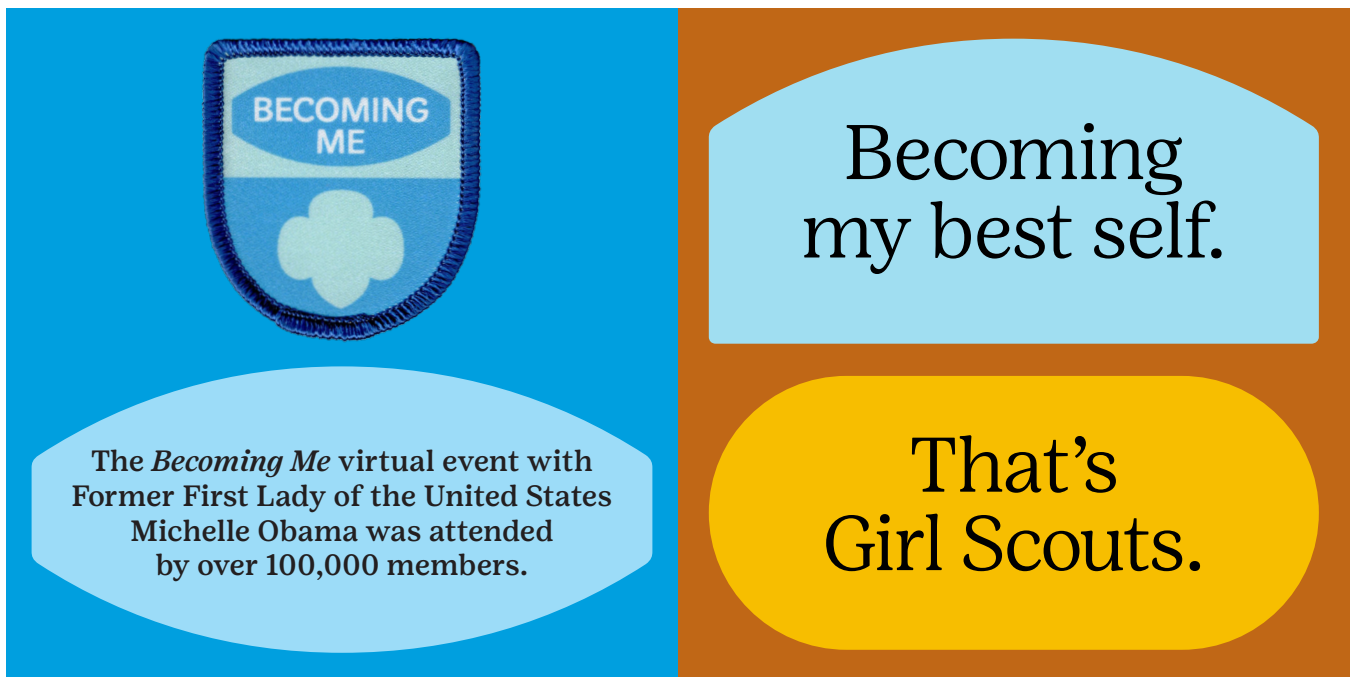 BECOMING
ME
The Becoming Me virtual event with
Former First Lady of the United States
Michelle Obama was attended
by over 100,000 members.
Becoming
my best self.
That’s
Girl Scouts.